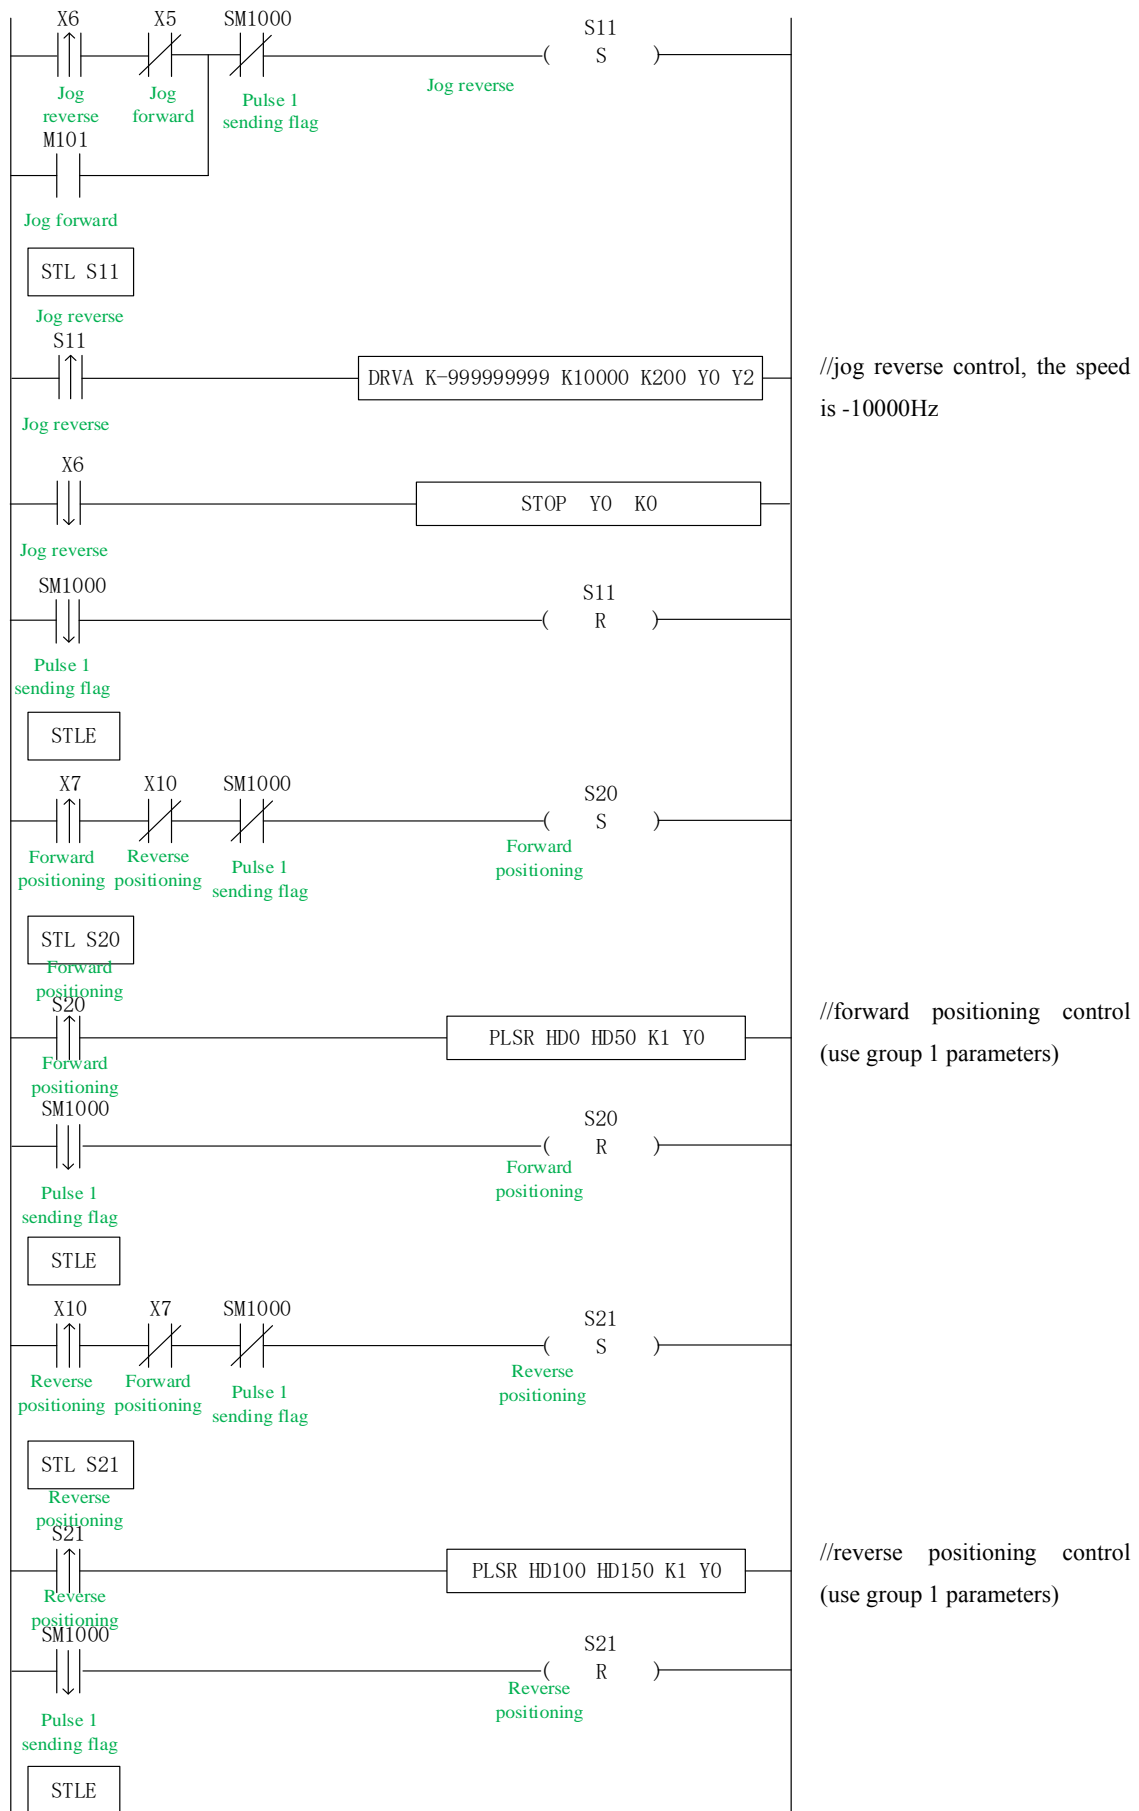 X6 X5 SM1000 S11
( S )
Jog reverse
Jog
reverse
Jog
forward
Pulse 1
sending flag
M101
Jog forward
STL S11
Jog reverse
S11
DRVA K-999999999 K10000 K200 Y0 Y2
//jog reverse control, the speed
is -10000Hz
Jog reverse
X6
STOP Y0 K0
Jog reverse
SM1000 S11
( R )
Pulse 1
sending flag
STLE
X7 X10 SM1000 S20
( S )
Forward
positioning
Reverse
positioning
Pulse 1
sending flag
Forward
positioning
STL S20
Forward
positioning
S20
PLSR HD0 HD50 K1 Y0
//forward positioning control
(use group 1 parameters)
Forward
positioning
SM1000 S20
( R )
Forward
positioning
Pulse 1
sending flag
STLE
X10 X7 SM1000 S21
( S )
Reverse
positioning
Forward
positioning
Pulse 1
sending flag
Reverse
positioning
STL S21
Reverse
positioning
S21
PLSR HD100 HD150 K1 Y0
//reverse positioning control
(use group 1 parameters)
Reverse
positioning
SM1000 S21
( R )
Reverse
positioning
Pulse 1
sending flag
STLE